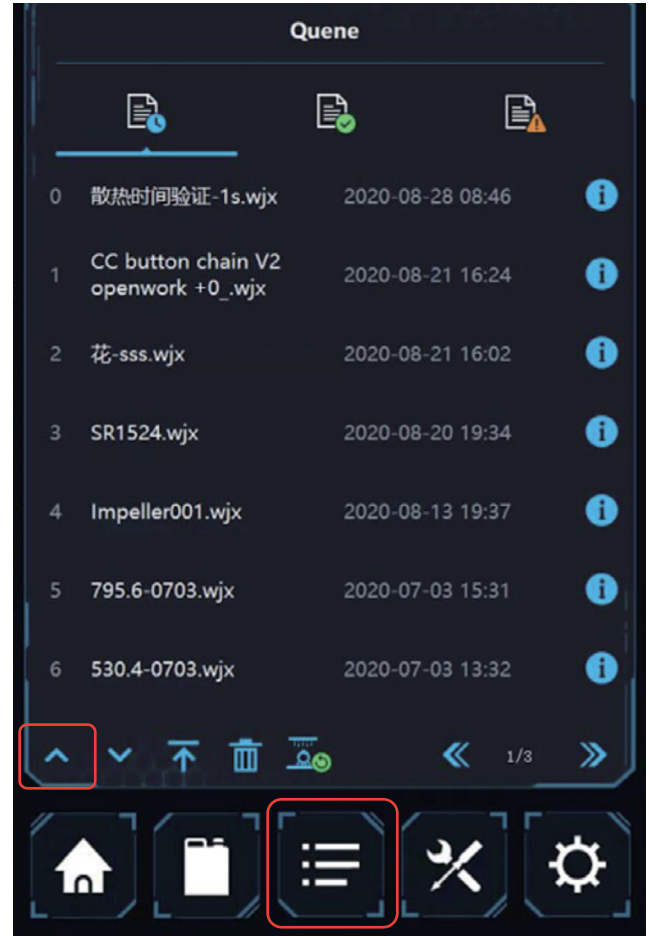 Quene
0 散热时间验证-1s.wjx 2020-08-28 08:46
1 CC button chain V2 2020-08-21 16:24
openwork +0_.wjx
2 花-sss.wjx 2020-08-21 16:02
3 SR1524.wjx 2020-08-20 19:34
4 Impeller001.wjx 2020-08-13 19:37
5 795.6-0703.wjx 2020-07-03 15:31
6 530.4-0703.wjx 2020-07-03 13:32
1/3